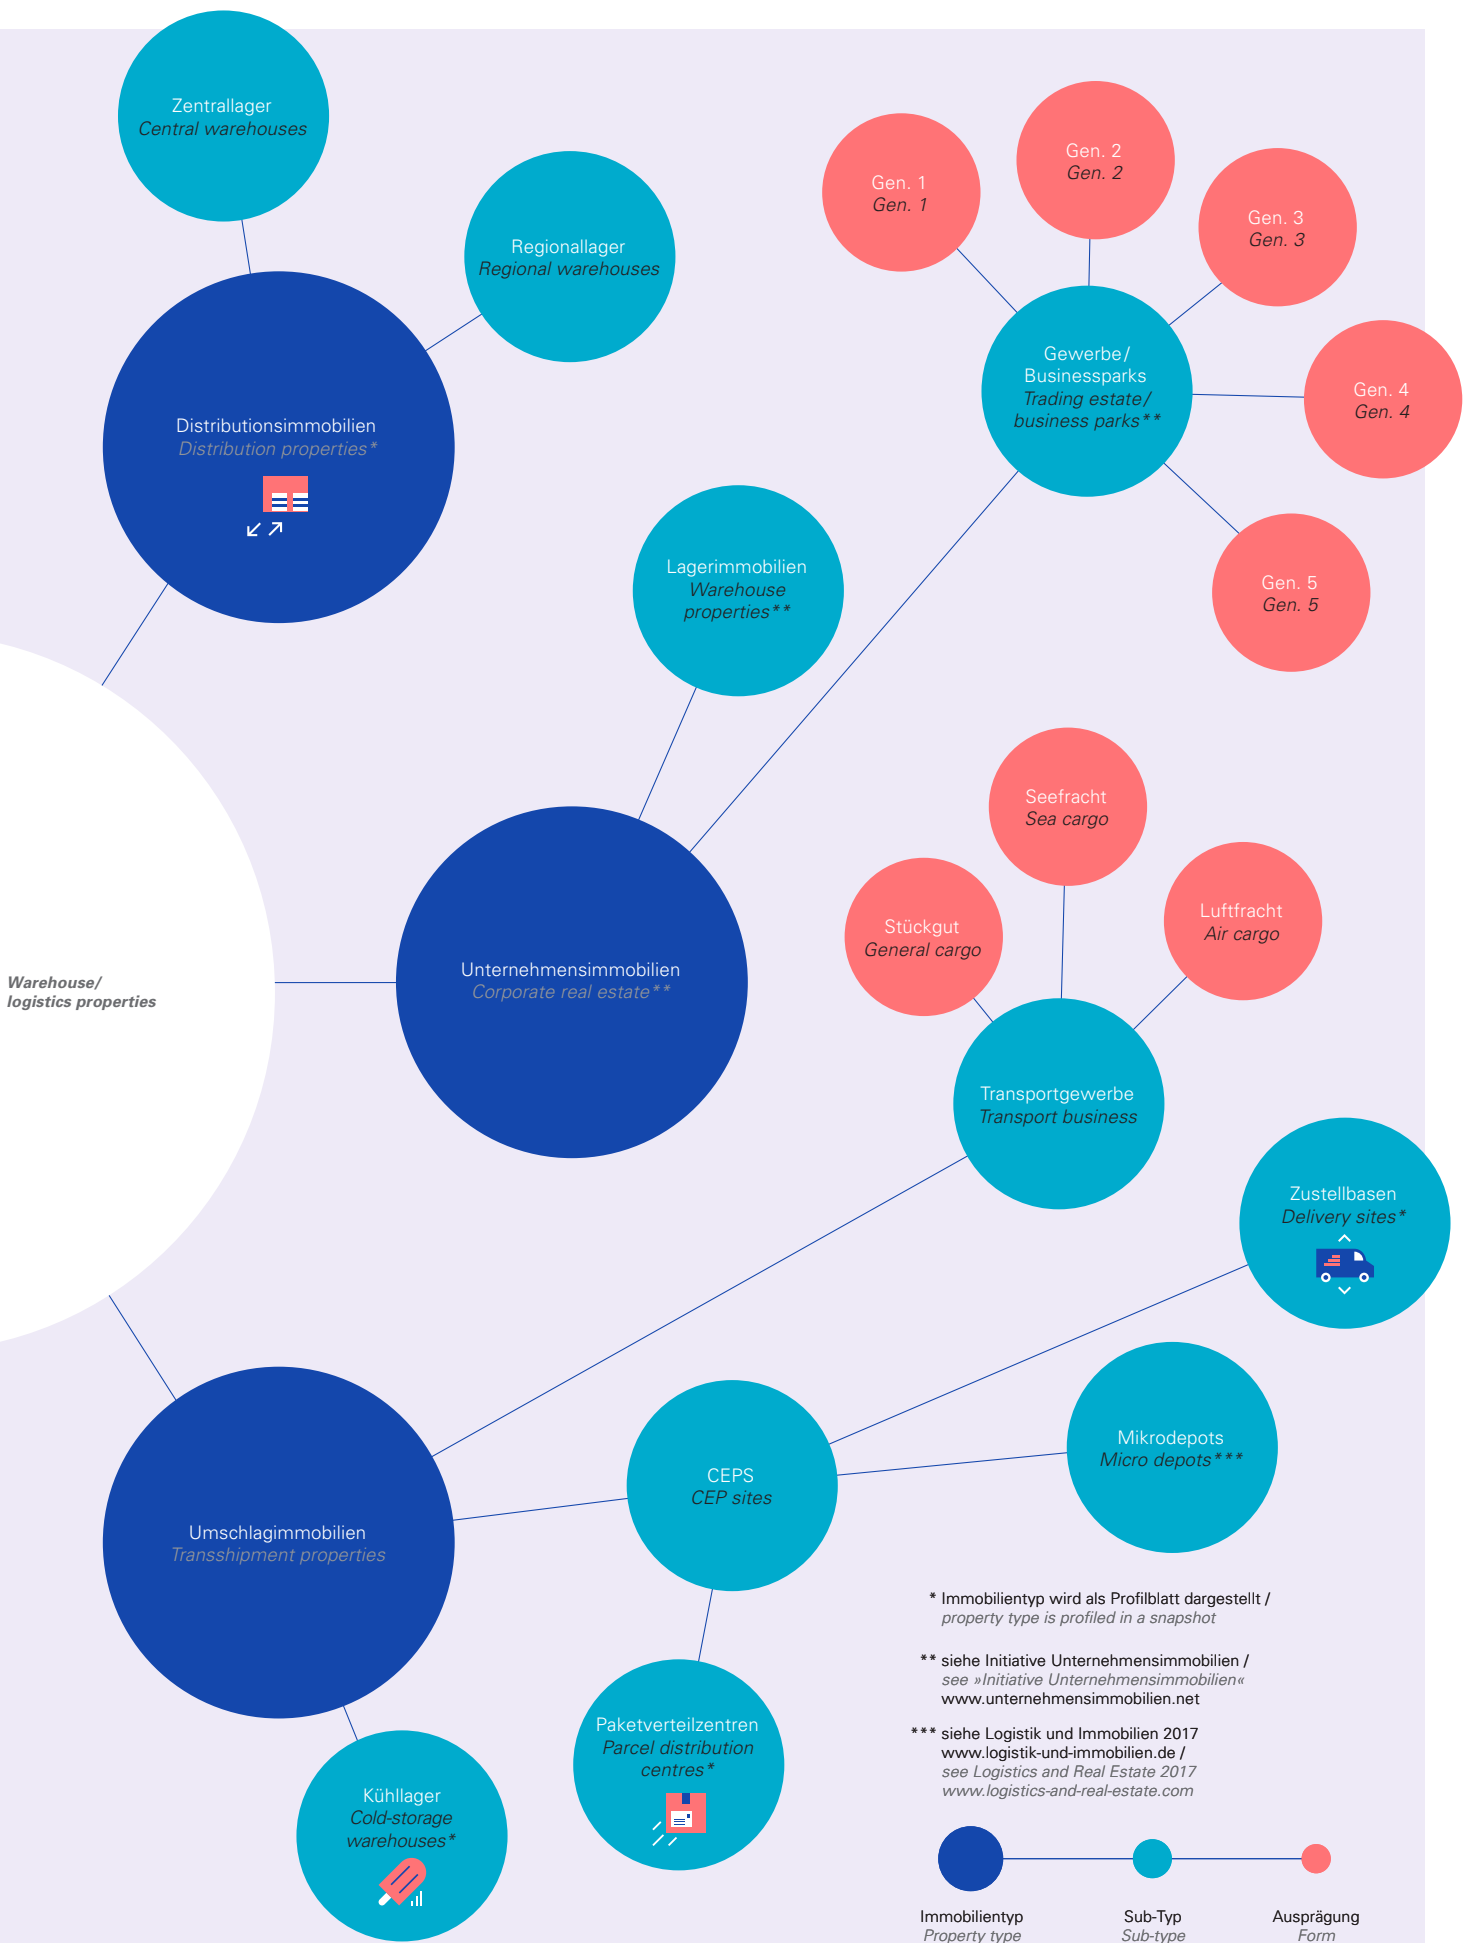 Zentrallager
Central warehouses
Regionallager
Regional warehouses
Distributionsimmobilien
Distribution properties*
Gen. 1
Gen. 1
Gen. 2
Gen. 2
Gen. 3
Gen. 3
Gen. 4
Gen. 4
Gen. 5
Gen. 5
Gewerbe/
Businessparks
Trading estate/
business parks**
Lagerimmobilien
Warehouse
properties**
Warehouse/
logistics properties
Unternehmensimmobilien
Corporate real estate**
Seefracht
Sea cargo
Stückgut
General cargo
Luftfracht
Air cargo
Transportgewerbe
Transport business
Zustellbasen
Delivery sites*
Mikrodepots
Micro depots***
CEPS
CEP sites
Umschlagimmobilien
Transshipment properties
Paketverteilzentren
Parcel distribution
centres*
Kühllager
Cold-storage
warehouses*
* Immobilientyp wird als Profilblatt dargestellt /
property type is profiled in a snapshot
** siehe Initiative Unternehmensimmobilien /
see »Initiative Unternehmensimmobilien«
www.unternehmensimmobilien.net
*** siehe Logistik und Immobilien 2017
www.logistik-und-immobilien.de /
see Logistics and Real Estate 2017
www.logistics-and-real-estate.com
Immobilientyp
Property type
Sub-Typ
Sub-type
Ausprägung
Form